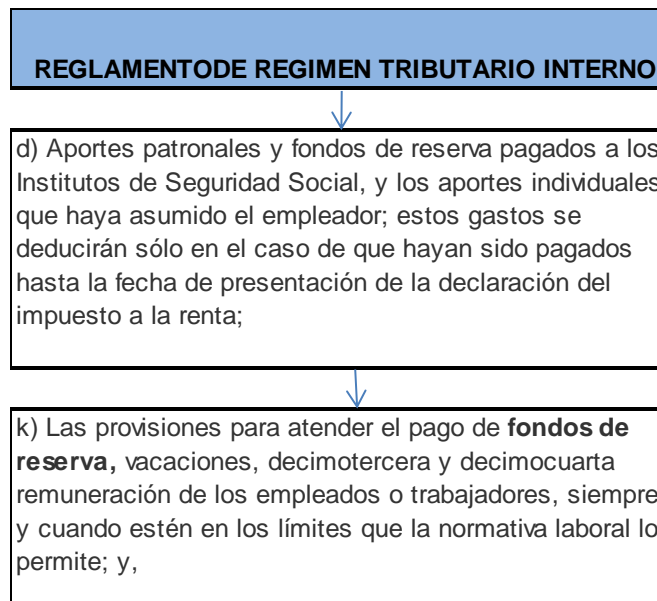 REGLAMENTODE REGIMEN TRIBUTARIO INTERNO
d) Aportes patronales y fondos de reserva pagados a los
Institutos de Seguridad Social, y los aportes individuales
que haya asumido el empleador; estos gastos se
deducirán sólo en el caso de que hayan sido pagados
hasta la fecha de presentación de la declaración del
impuesto a la renta;
k) Las provisiones para atender el pago de fondos de
reserva, vacaciones, decimotercera y decimocuarta
remuneración de los empleados o trabajadores, siempre
y cuando estén en los límites que la normativa laboral lo
permite; y,